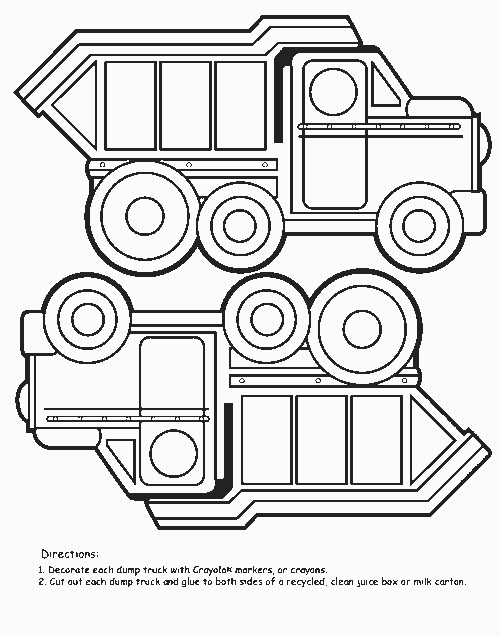 Directions:
1. Decorate each dump truck with Crayola® markers, or crayons.
2. Cut out each dump truck and glue to both sides of a recycled, clean juice box or milk carton.